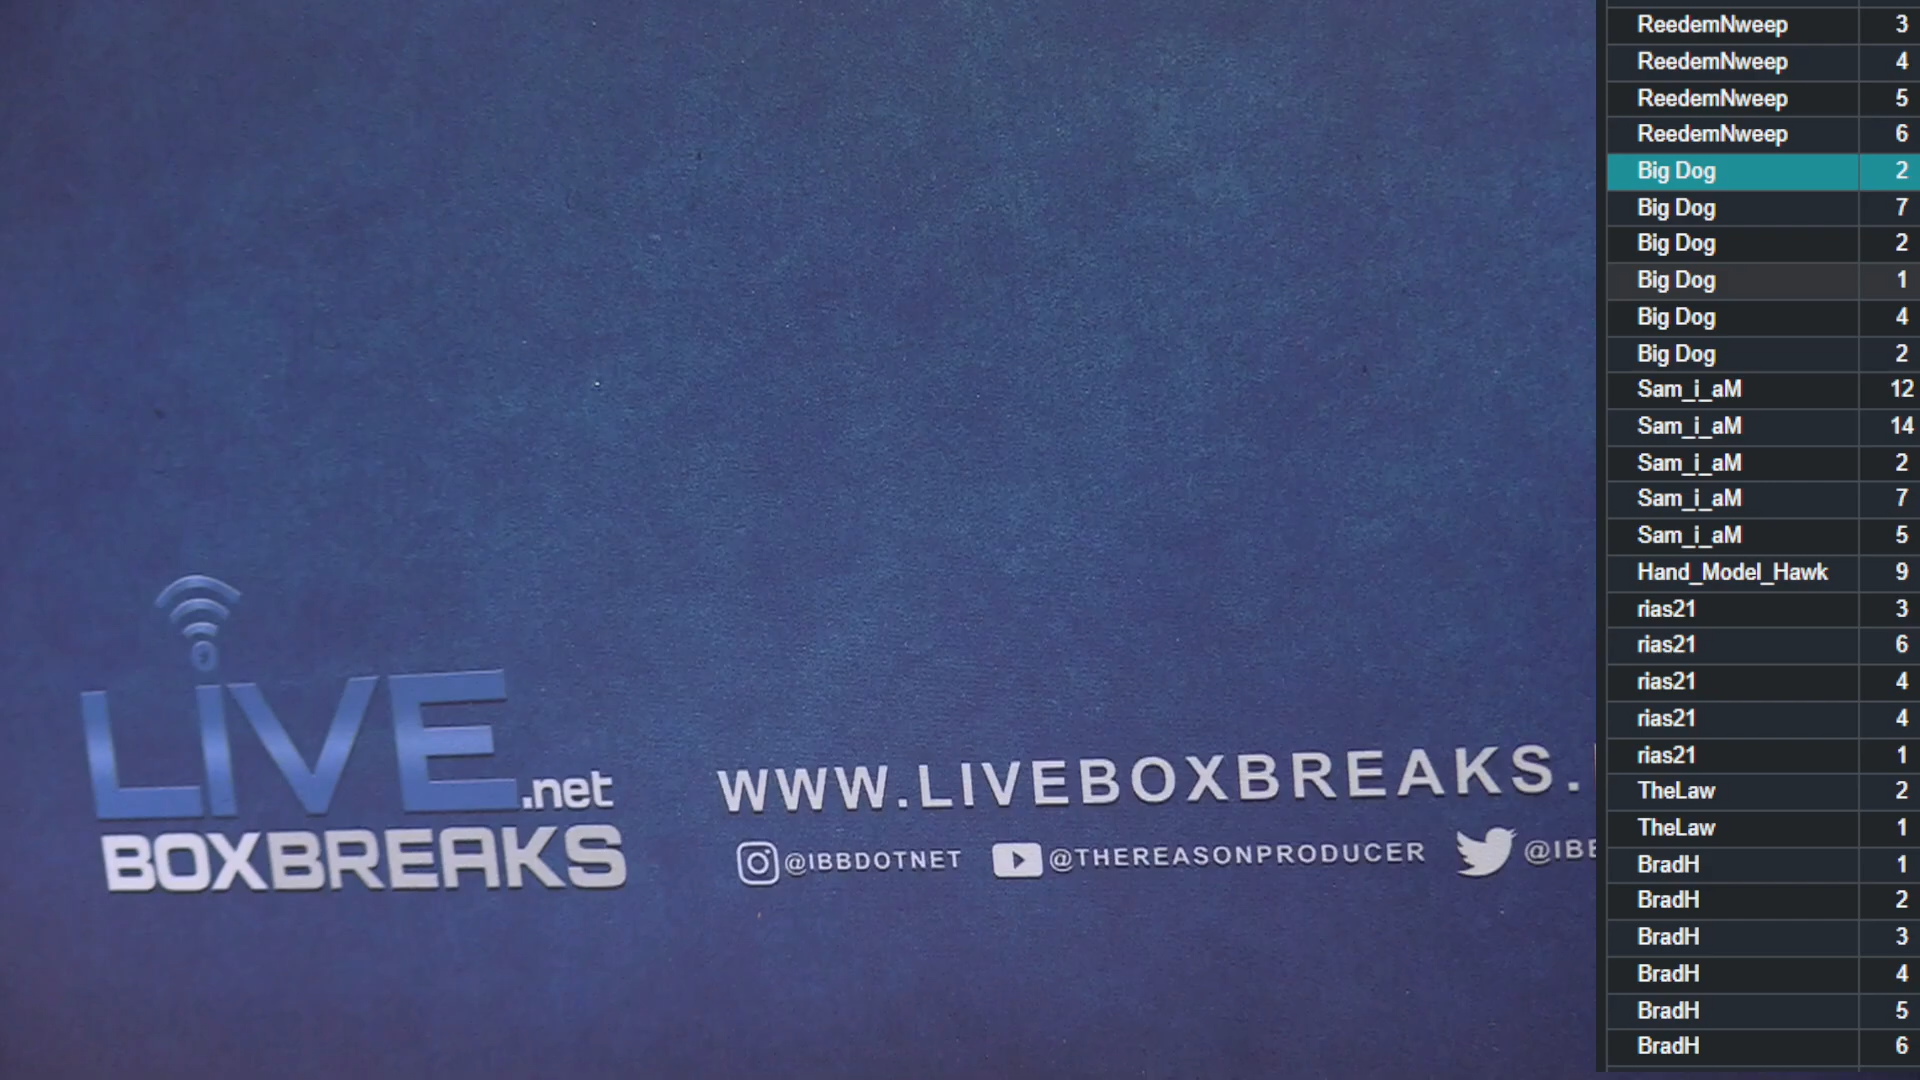 ReedemNweep 3
ReedemNweep 4
ReedemNweep 5
ReedemNweep 6
Big Dog 2
Big Dog 7
Big Dog 2
Big Dog 1
Big Dog 4
Big Dog 2
Sam_i_aM 12
Sam_i_aM 14
Sam_i_aM 2
Sam_i_aM 7
Sam_i_aM 5
Hand_Model_Hawk 9
rias21 3
rias21 6
rias21 4
rias21 4
rias21 1
TheLaw 2
TheLaw 1
BradH 1
BradH 2
BradH 3
BradH 4
BradH 5
BradH 6
LIVE.net
BOXBREAKS
WWW.LIVEBOXBREAKS.
@IBBDOTNET @THEREASONPRODUCER